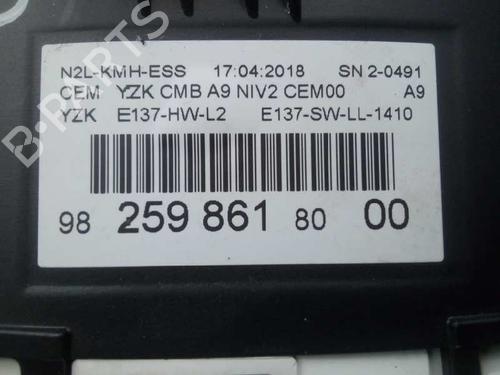 N2L-KMH-ESS 17:04:2018 SN 2-0491
CEM YZK CMB A9 NIV2 CEM00 A9
YZK E137-HW-L2 E137-SW-LL-1410
98 259 861 80 00